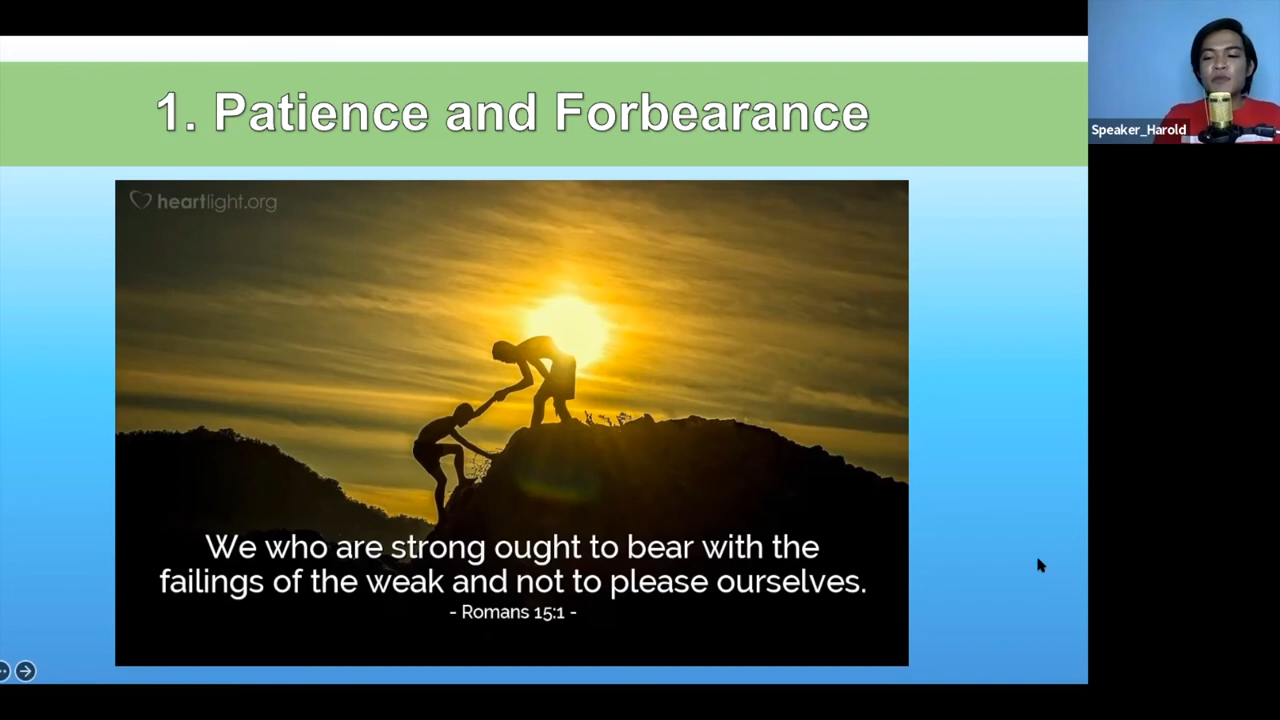 1. Patience and Forbearance
heartlight.org
We who are strong ought to bear with the
failings of the weak and not to please ourselves.
- Romans 15:1 -
Speaker_Harold